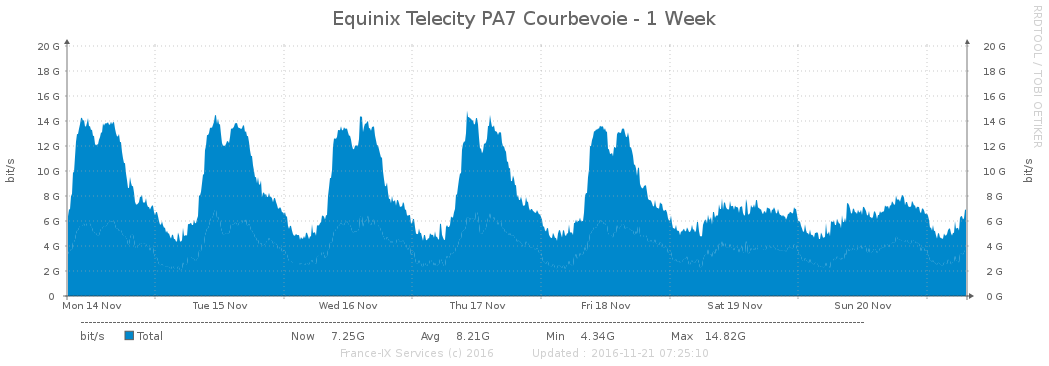 Equinix Telecity PA7 Courbevoie - 1 Week
RRDTOOL / TOBI OETIKER
bit/s
20 G 20 G
18 G 18 G
16 G 16 G
14 G 14 G
12 G 12 G
10 G 10 G
8 G 8 G
6 G 6 G
4 G 4 G
2 G 2 G
0 0 G
bit/s
Mon 14 Nov Tue 15 Nov Wed 16 Nov Thu 17 Nov Fri 18 Nov Sat 19 Nov Sun 20 Nov
bit/s Total Now 7.25G Avg 8.21G Min 4.34G Max 14.82G
France-IX Services (c) 2016 Updated : 2016-11-21 07:25:10